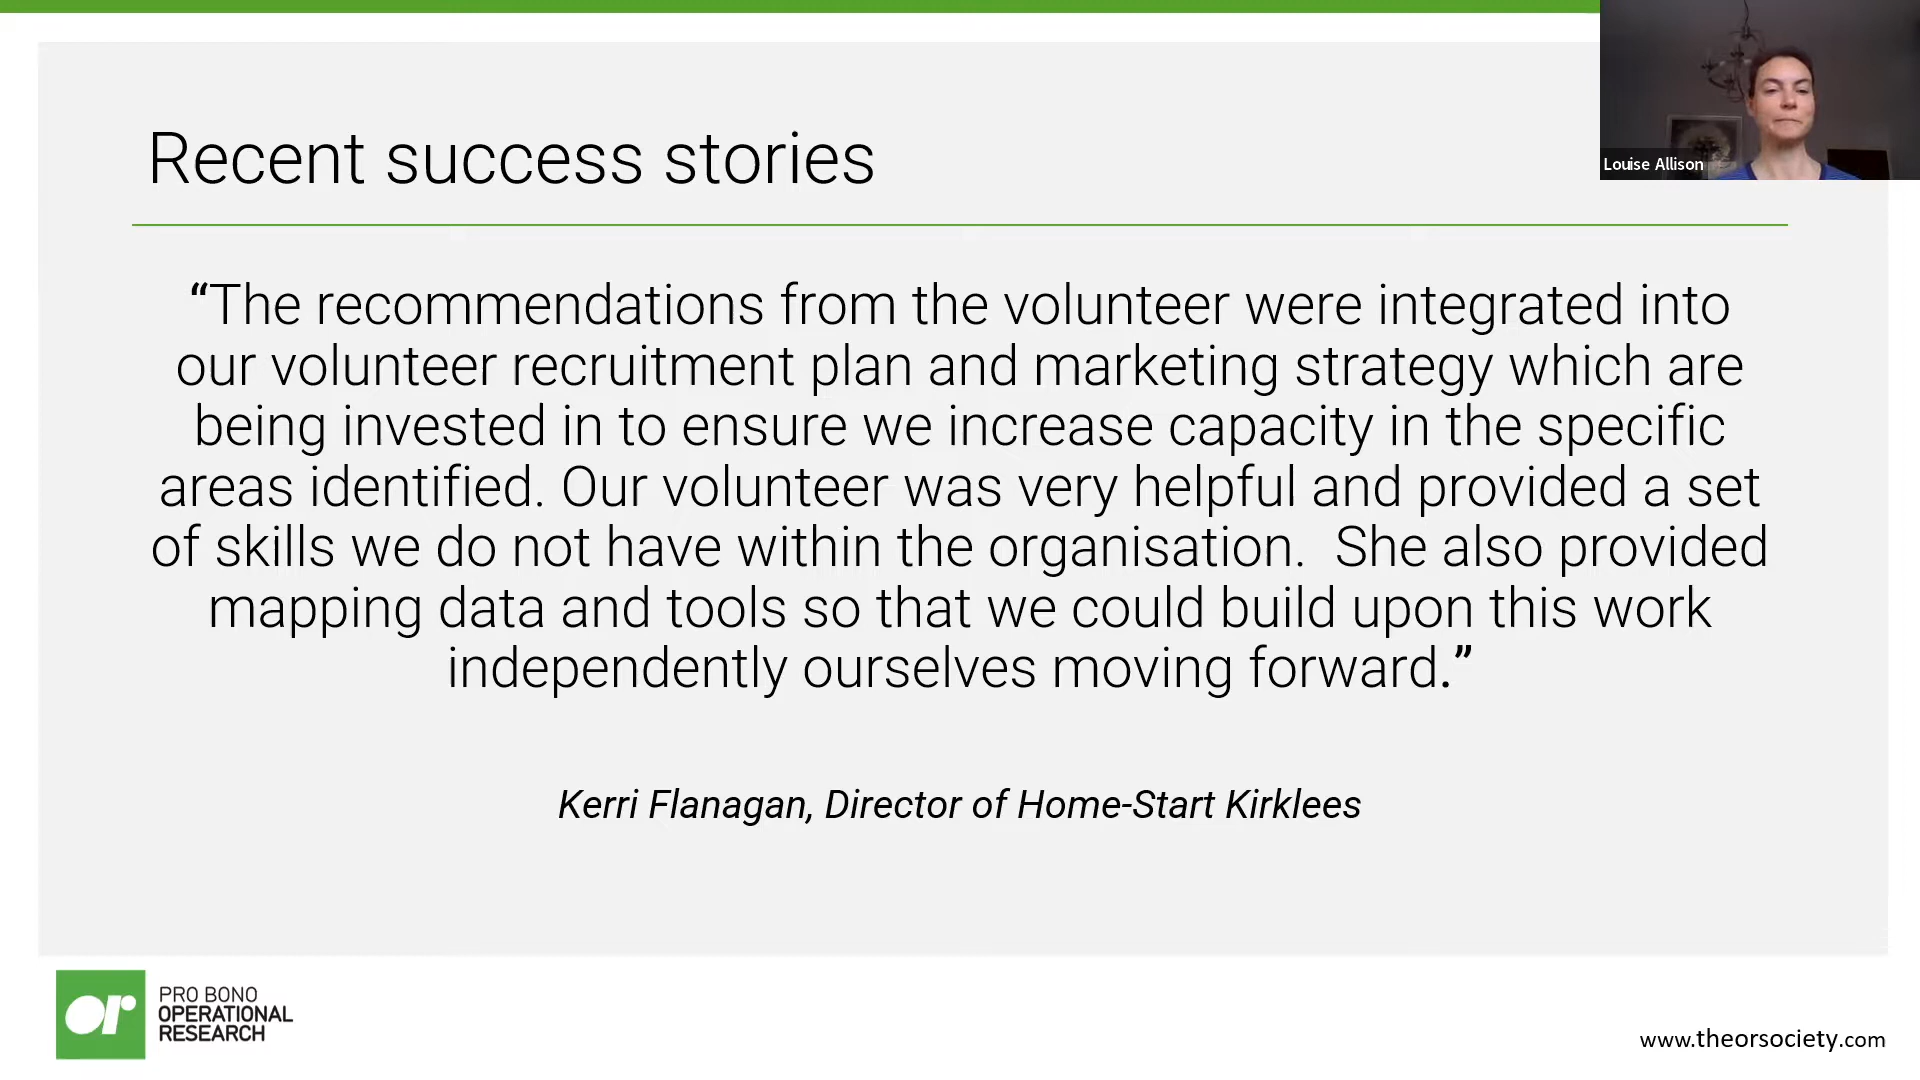 Louise Allison
Recent success stories
“The recommendations from the volunteer were integrated into
our volunteer recruitment plan and marketing strategy which are
being invested in to ensure we increase capacity in the specific
areas identified. Our volunteer was very helpful and provided a set
of skills we do not have within the organisation.  She also provided
mapping data and tools so that we could build upon this work
independently ourselves moving forward.”
Kerri Flanagan, Director of Home-Start Kirklees
or
PRO BONO
OPERATIONAL
RESEARCH
www.theorsociety.com